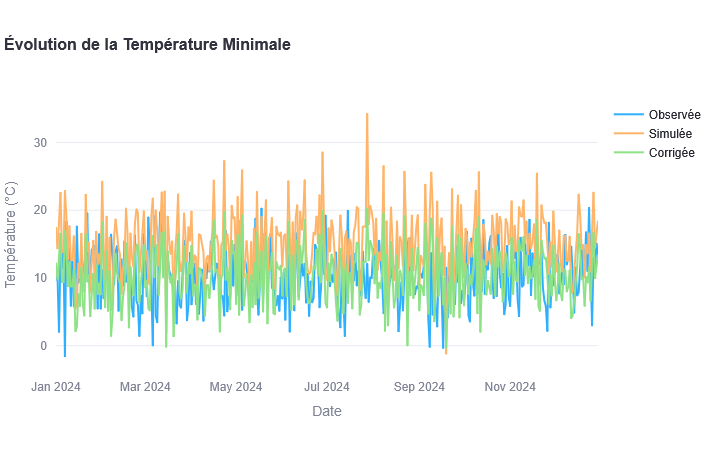 Évolution de la Température Minimale
Observée
Simulée
Corrigée
Température (°C)
30
20
10
0
Jan 2024
Mar 2024
May 2024
Jul 2024
Sep 2024
Nov 2024
Date